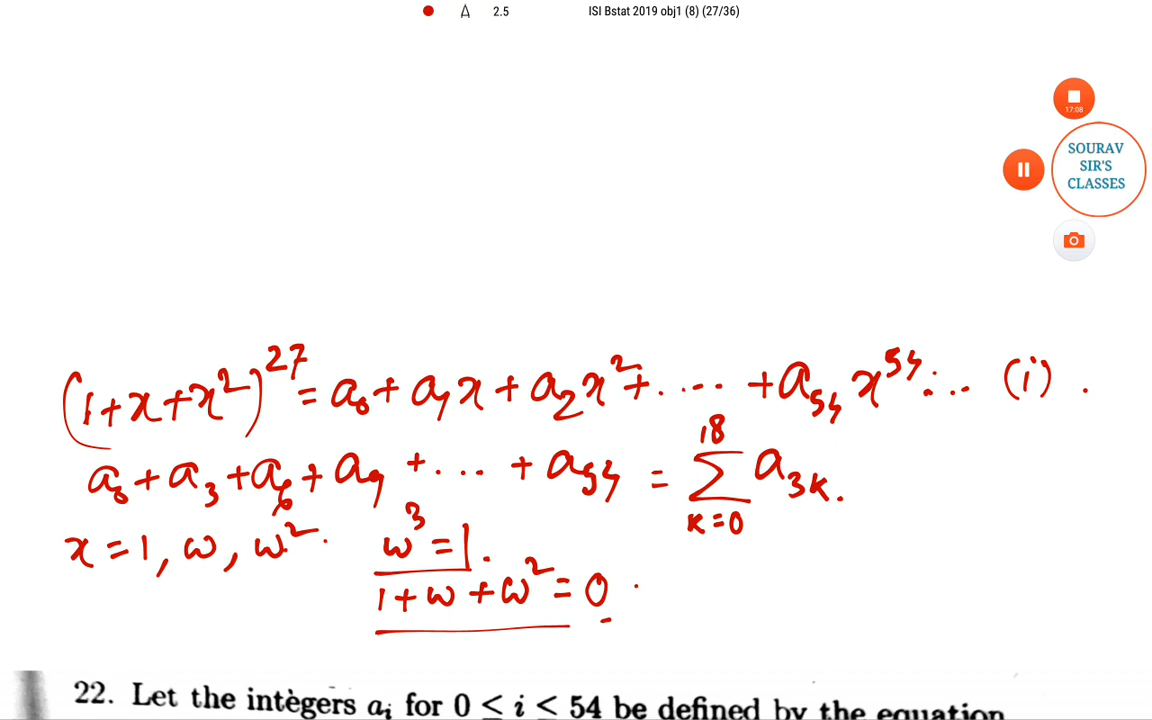 2.5 ISI Bstat 2019 obj1 (8) (27/36)
17:08
SOURAV
SIR'S
CLASSES
(1+x+x²)²⁷ = a₀ + a₁x + a₂x² + .... + a₅₄x⁵⁴ ... (i).
a₀ + a₃ + a₆ + a₉ + ... + a₅₄ = Σ_{k=0}^{18} a₃ₖ.
x = 1, ω, ω². ω³ = 1.
1 + ω + ω² = 0.
22. Let the integers aᵢ for 0 ≤ i ≤ 54 be defined by the equation